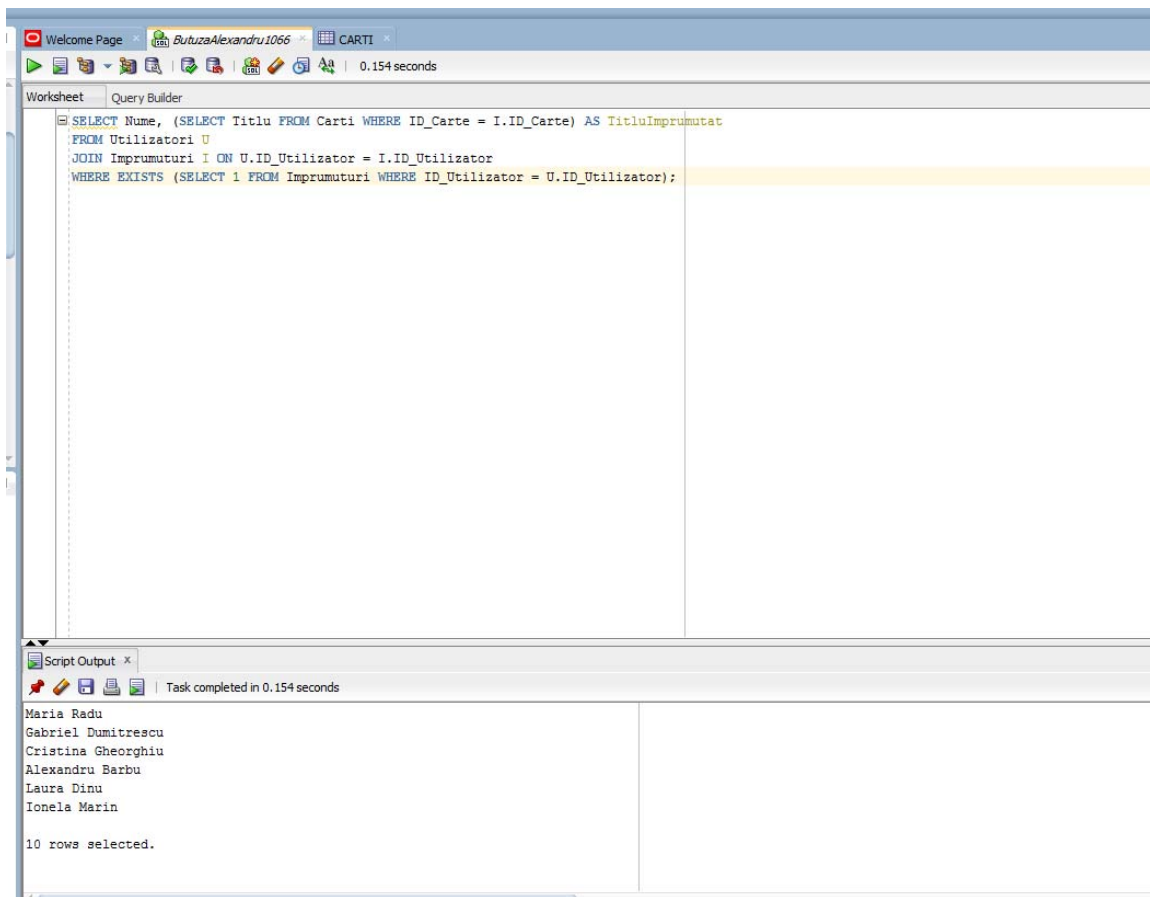 Welcome Page
ButuzaAlexandru1066
CARTI
0.154 seconds
Worksheet
Query Builder
SELECT Nume, (SELECT Titlu FROM Carti WHERE ID_Carte = I.ID_Carte) AS TitluImprumutat
FROM Utilizatori U
JOIN Imprumuturi I ON U.ID_Utilizator = I.ID_Utilizator
WHERE EXISTS (SELECT 1 FROM Imprumuturi WHERE ID_Utilizator = U.ID_Utilizator);
Script Output
Task completed in 0.154 seconds
Maria Radu
Gabriel Dumitrescu
Cristina Gheorghiu
Alexandru Barbu
Laura Dinu
Ionela Marin
10 rows selected.